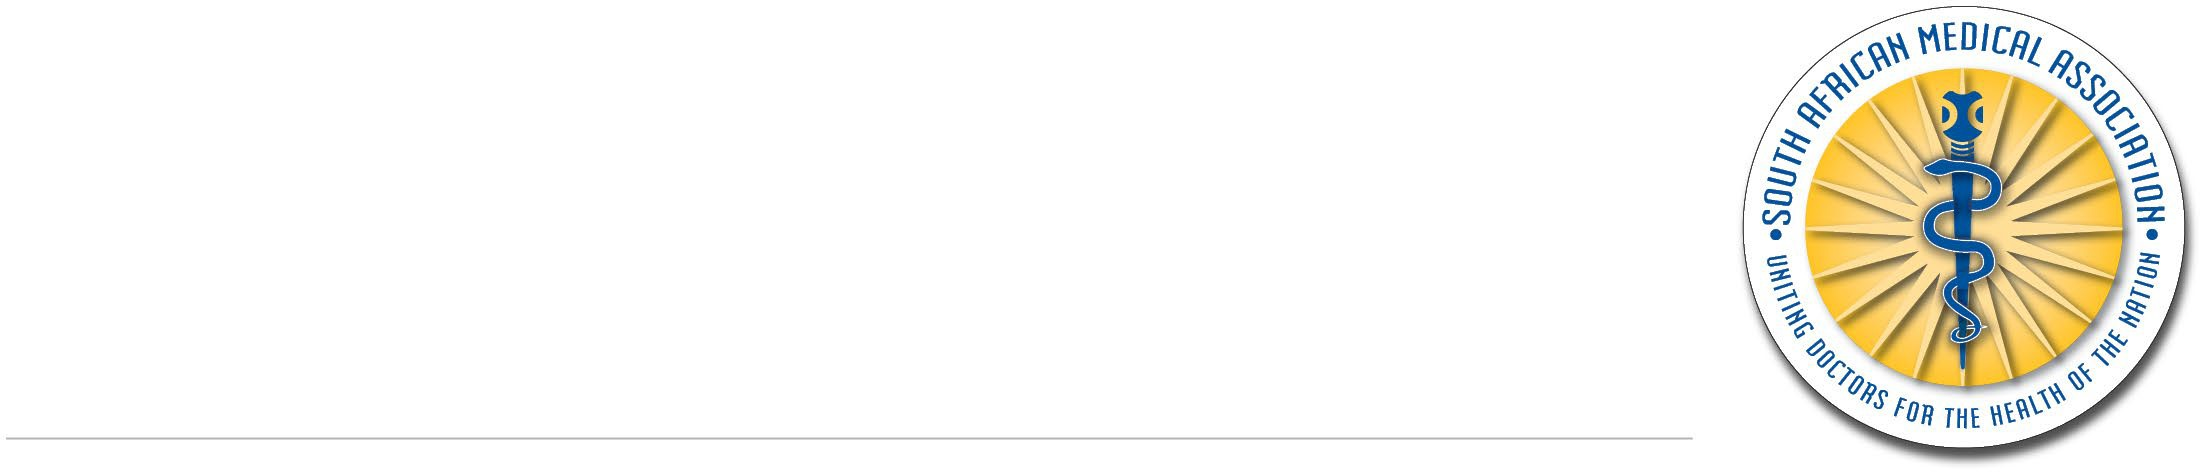 • SOUTH AFRICAN MEDICAL ASSOCIATION •
UNITING DOCTORS FOR THE HEALTH OF THE NATION